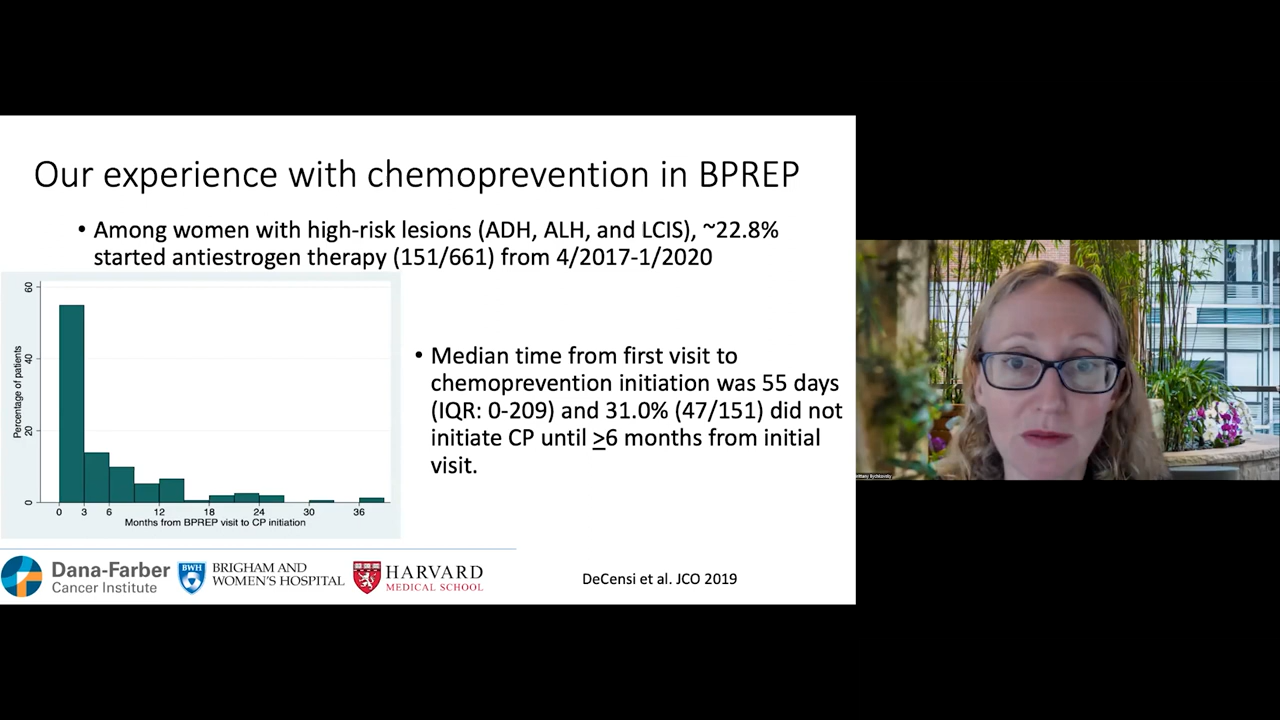 Our experience with chemoprevention in BPREP
• Among women with high-risk lesions (ADH, ALH, and LCIS), ~22.8%
started antiestrogen therapy (151/661) from 4/2017-1/2020
60
40
20
0
Percentage of patients
0 3 6 12 18 24 30 36
Months from BPREP visit to CP initiation
• Median time from first visit to
chemoprevention initiation was 55 days
(IQR: 0-209) and 31.0% (47/151) did not
initiate CP until ≥6 months from initial
visit.
Dana-Farber
Cancer Institute
BWH
BRIGHAM AND
WOMEN'S HOSPITAL
HARVARD
MEDICAL SCHOOL
DeCensi et al. JCO 2019
Brittany Bychkovsky